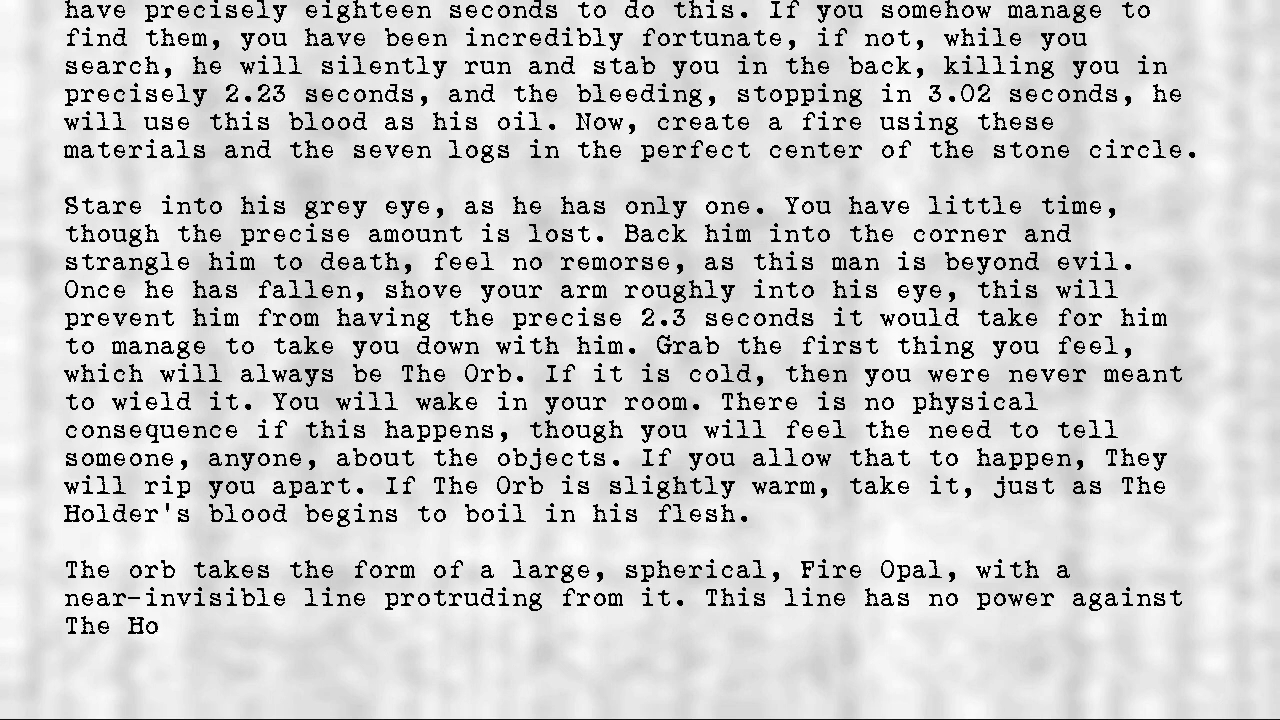 have precisely eighteen seconds to do this. If you somehow manage to
find them, you have been incredibly fortunate, if not, while you
search, he will silently run and stab you in the back, killing you in
precisely 2.23 seconds, and the bleeding, stopping in 3.02 seconds, he
will use this blood as his oil. Now, create a fire using these
materials and the seven logs in the perfect center of the stone circle.

Stare into his grey eye, as he has only one. You have little time,
though the precise amount is lost. Back him into the corner and
strangle him to death, feel no remorse, as this man is beyond evil.
Once he has fallen, shove your arm roughly into his eye, this will
prevent him from having the precise 2.3 seconds it would take for him
to manage to take you down with him. Grab the first thing you feel,
which will always be The Orb. If it is cold, then you were never meant
to wield it. You will wake in your room. There is no physical
consequence if this happens, though you will feel the need to tell
someone, anyone, about the objects. If you allow that to happen, They
will rip you apart. If The Orb is slightly warm, take it, just as The
Holder's blood begins to boil in his flesh.

The orb takes the form of a large, spherical, Fire Opal, with a
near-invisible line protruding from it. This line has no power against
The Ho